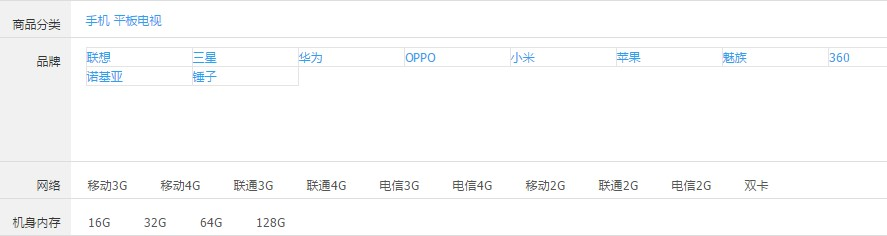 商品分类 手机 平板电视
品牌 联想 三星 华为 OPPO 小米 苹果 魅族 360
诺基亚 锤子
网络 移动3G 移动4G 联通3G 联通4G 电信3G 电信4G 移动2G 联通2G 电信2G 双卡
机身内存 16G 32G 64G 128G